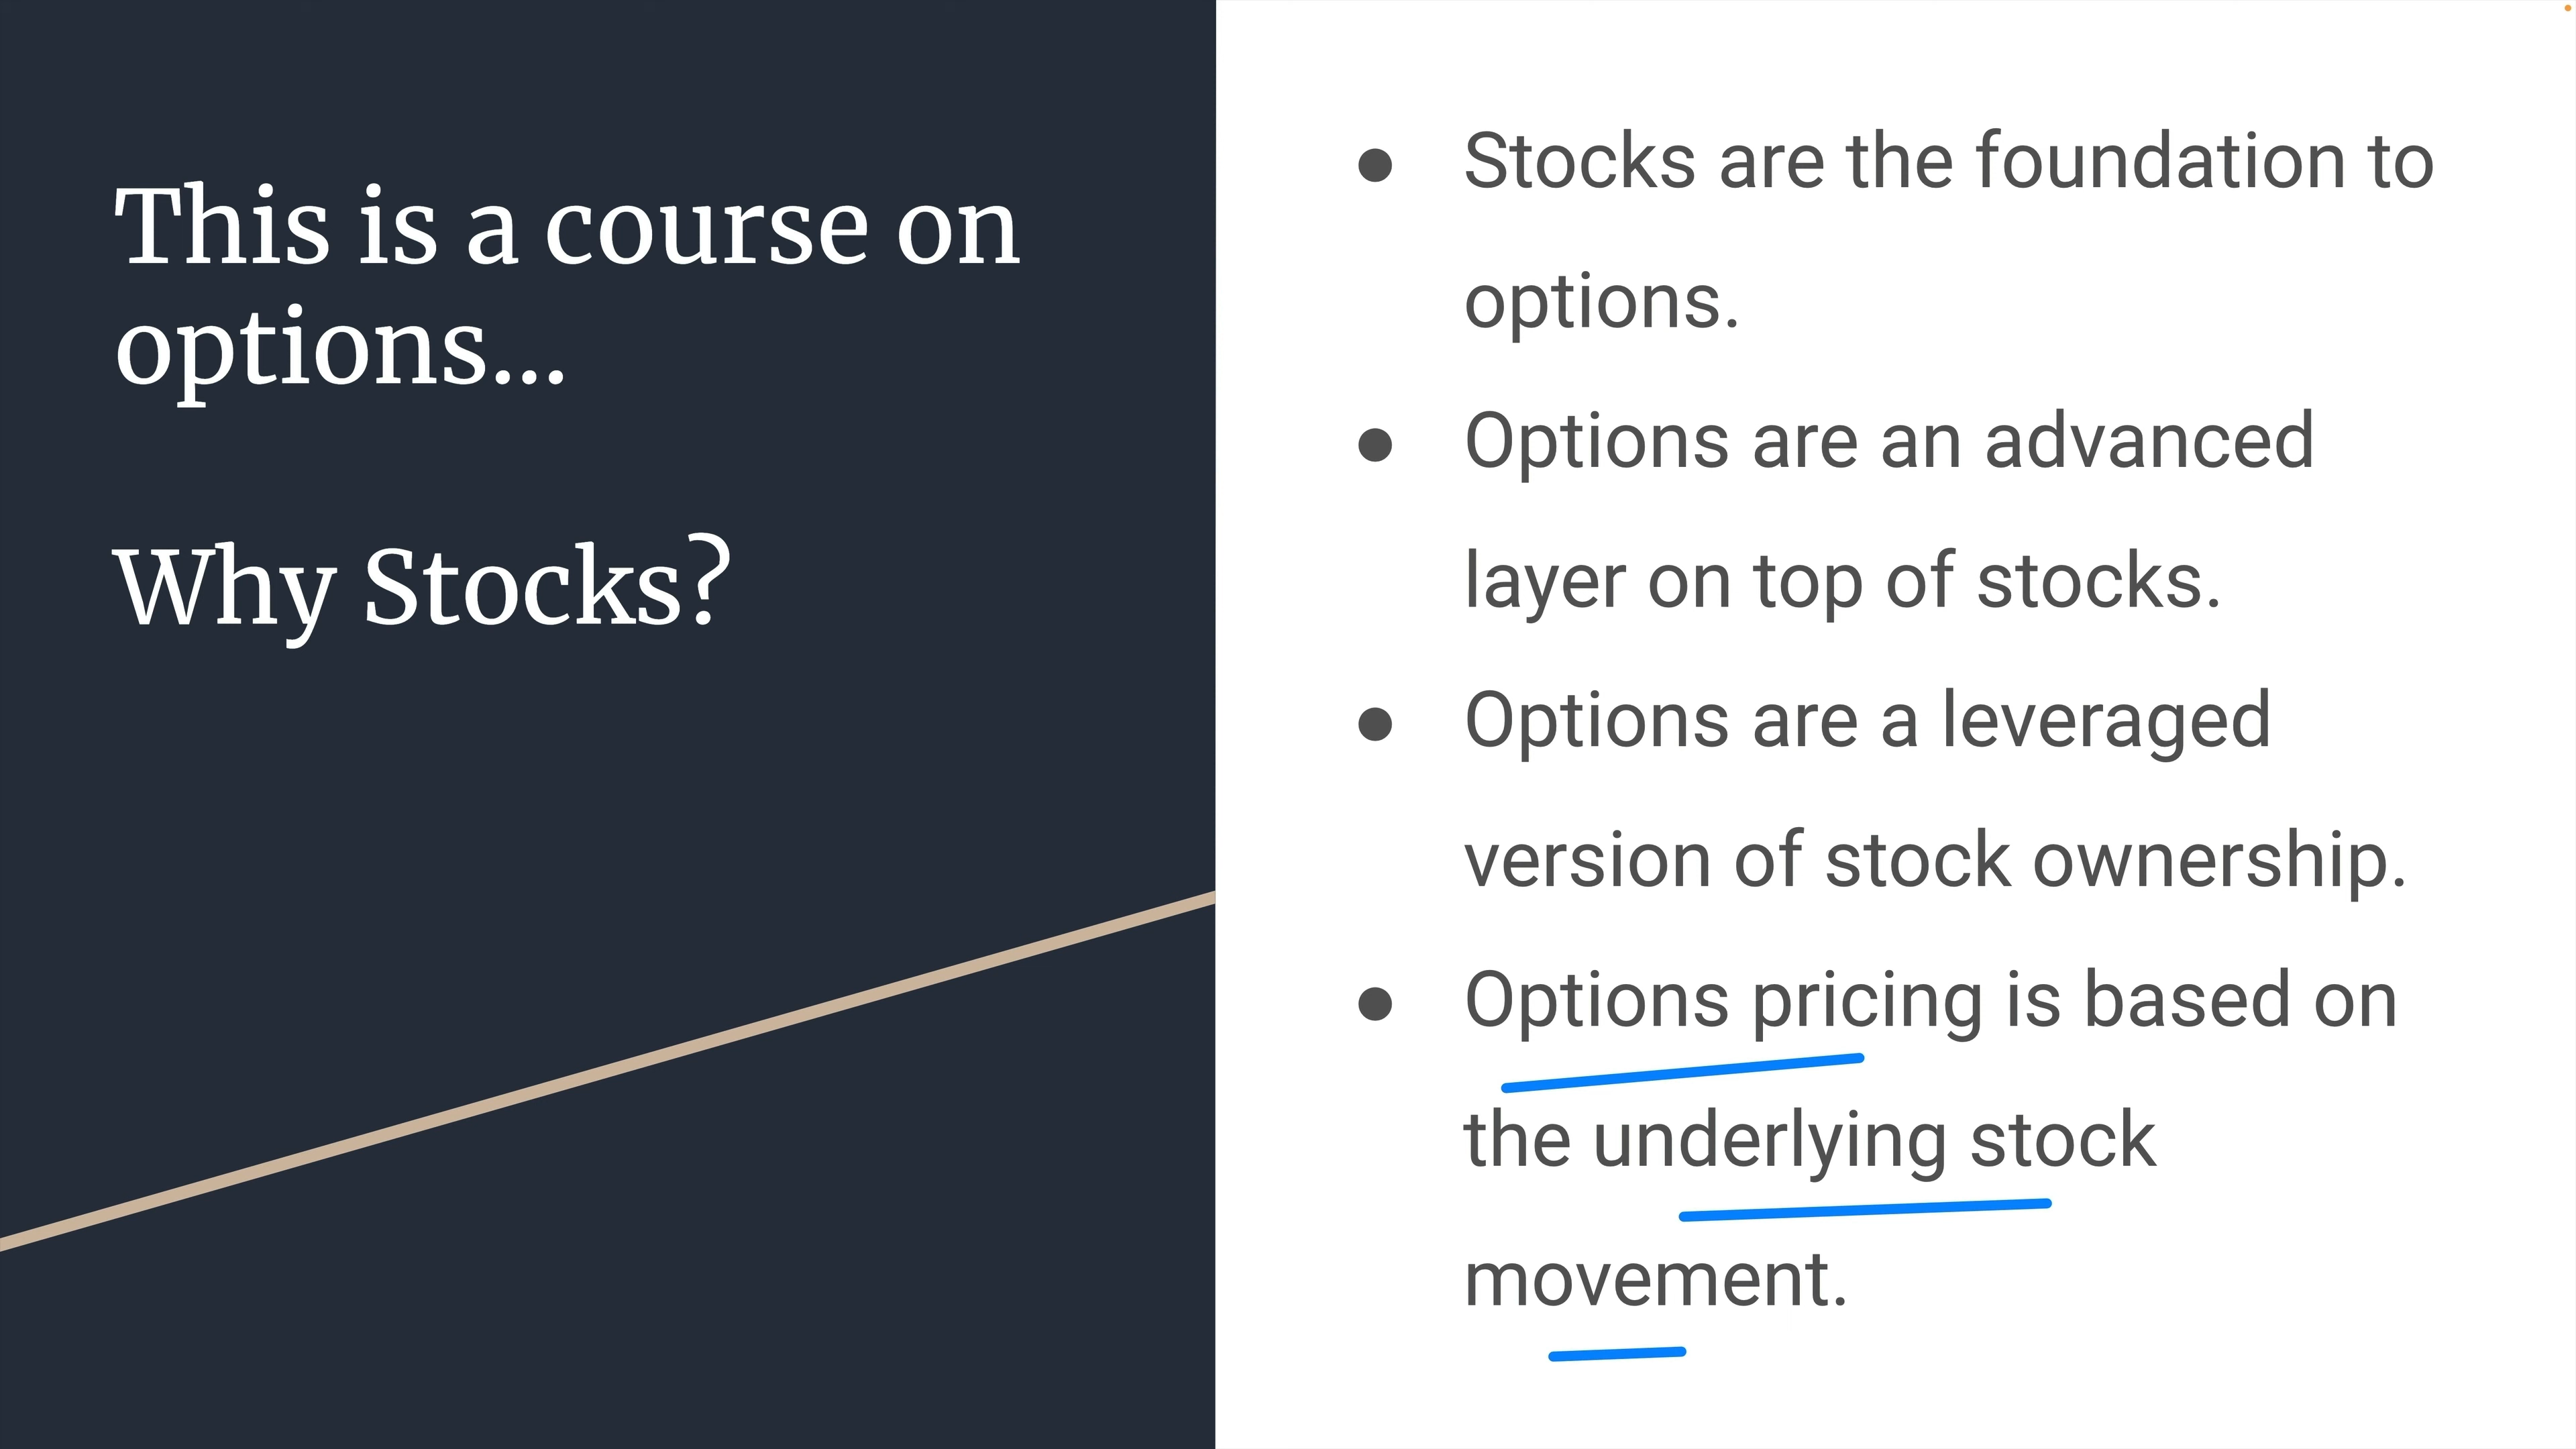 This is a course on
options...
Why Stocks?
● Stocks are the foundation to
options.
● Options are an advanced
layer on top of stocks.
● Options are a leveraged
version of stock ownership.
● Options pricing is based on
the underlying stock
movement.